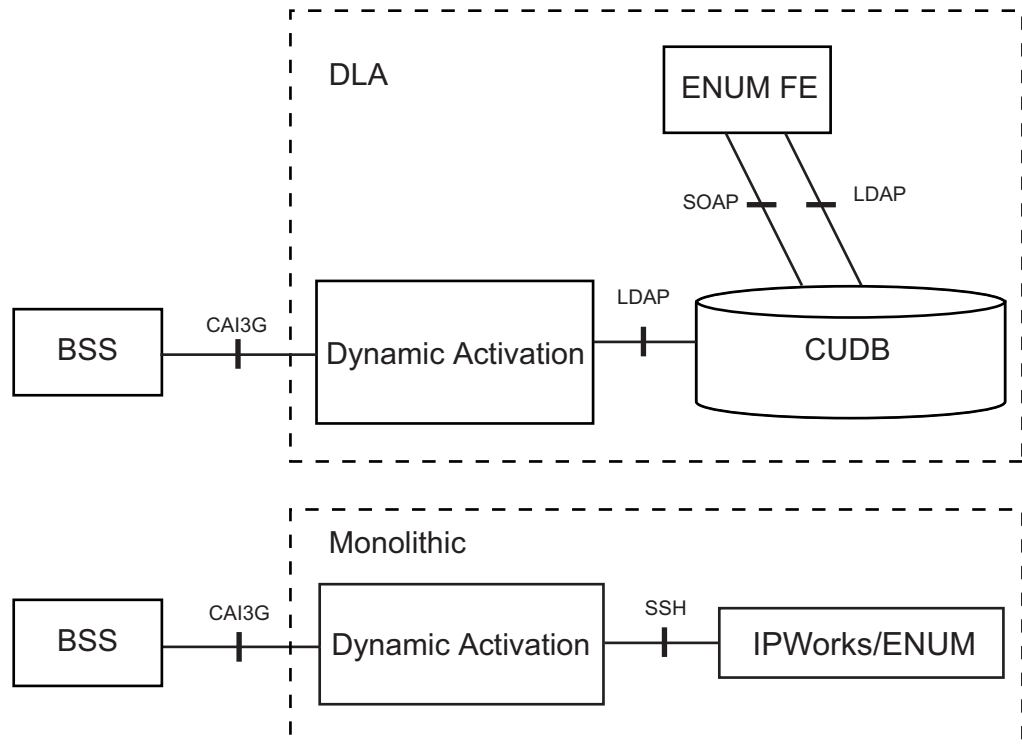 DLA
ENUM FE
SOAP
LDAP
BSS
CAI3G
Dynamic Activation
LDAP
CUDB
Monolithic
BSS
CAI3G
Dynamic Activation
SSH
IPWorks/ENUM